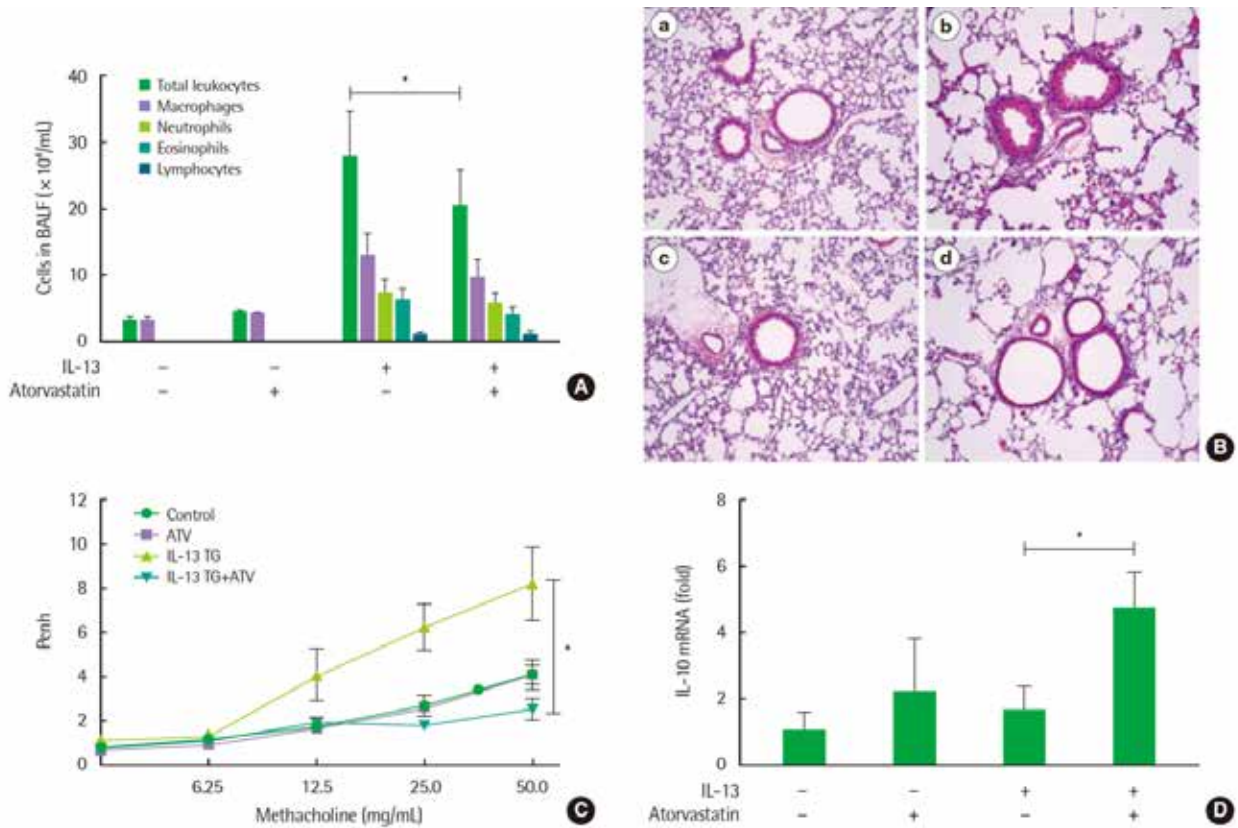 40
30
20
10
0
Cells in BALF (× 10⁴/mL)
Total leukocytes
Macrophages
Neutrophils
Eosinophils
Lymphocytes
*
IL-13 – – + +
Atorvastatin – + – +
A
a
b
c
d
B
12
10
8
6
4
2
0
Penh
Control
ATV
IL-13 TG
IL-13 TG+ATV
*
6.25 12.5 25.0 50.0
Methacholine (mg/mL)
C
8
6
4
2
0
IL-10 mRNA (fold)
*
IL-13 – – + +
Atorvastatin – + – +
D